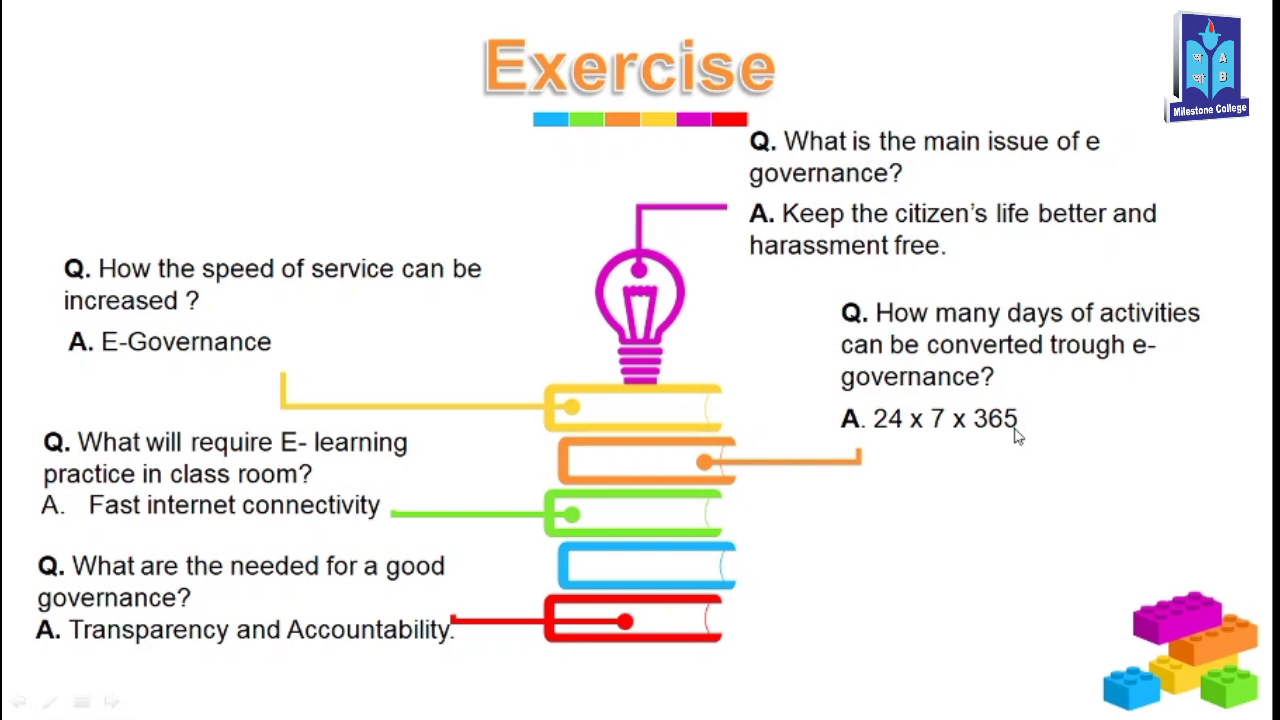 Exercise
অ A
আ B
Milestone College
Q. What is the main issue of e
governance?
A. Keep the citizen's life better and
harassment free.
Q. How the speed of service can be
increased ?
A. E-Governance
Q. How many days of activities
can be converted trough e-
governance?
A. 24 x 7 x 365
Q. What will require E- learning
practice in class room?
A. Fast internet connectivity
Q. What are the needed for a good
governance?
A. Transparency and Accountability.